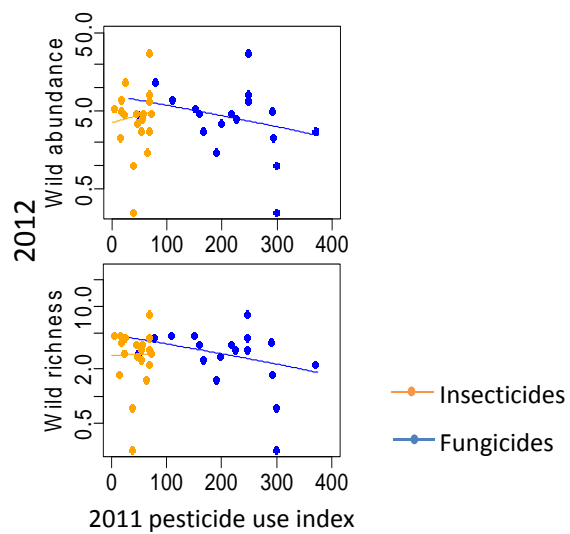 2012
Wild abundance
50.0
5.0
0.5
0 100 200 300 400
Wild richness
10.0
2.0
0.5
0 100 200 300 400
2011 pesticide use index
Insecticides
Fungicides